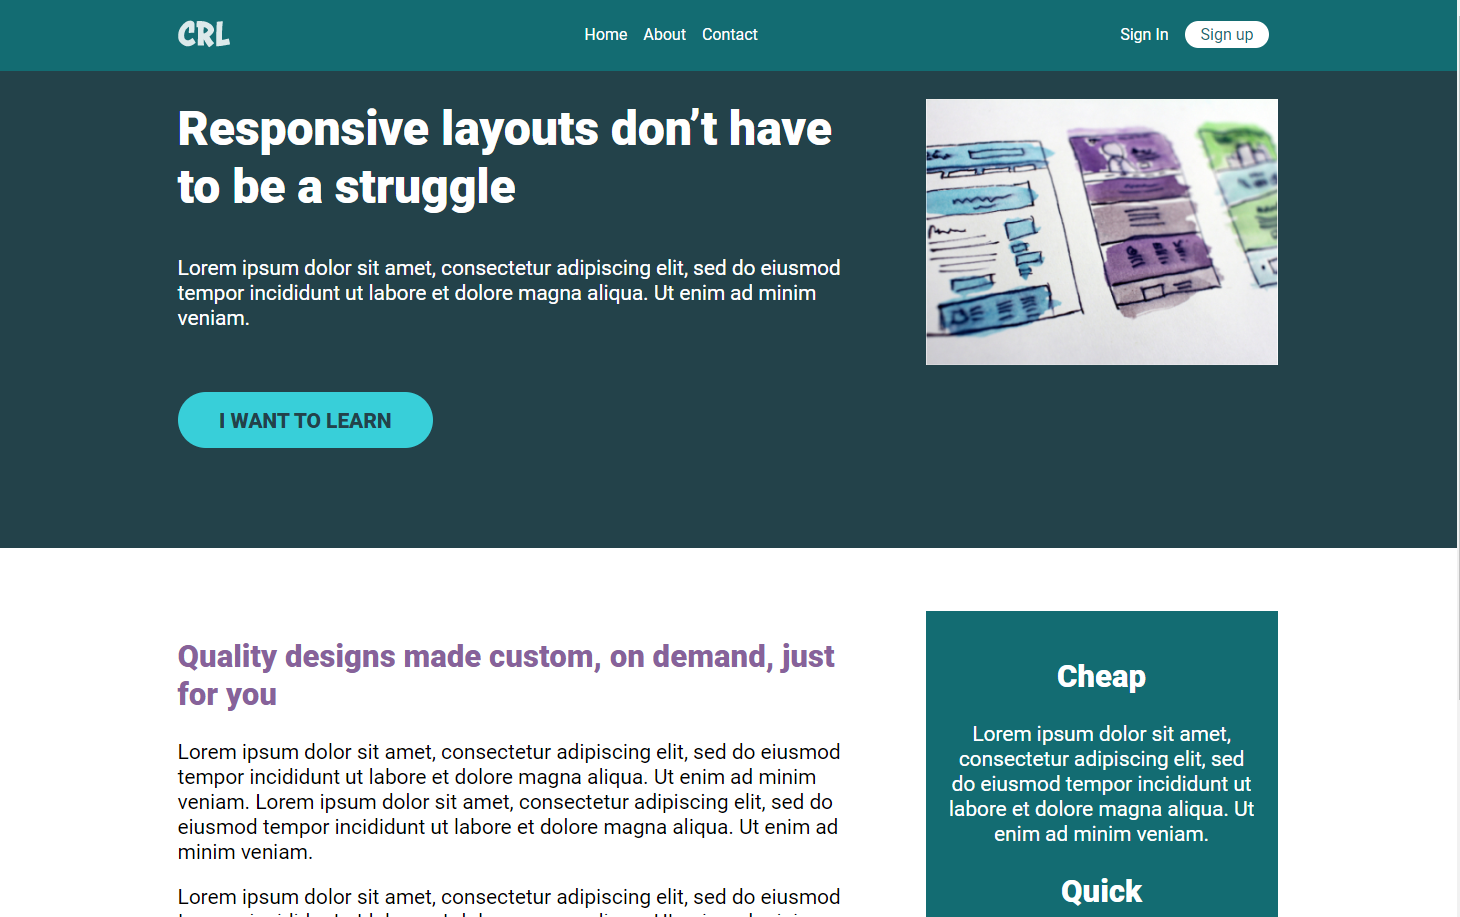 CRL
Home About Contact
Sign In Sign up
Responsive layouts don’t have
to be a struggle
Lorem ipsum dolor sit amet, consectetur adipiscing elit, sed do eiusmod
tempor incididunt ut labore et dolore magna aliqua. Ut enim ad minim
veniam.
I WANT TO LEARN
Quality designs made custom, on demand, just
for you
Lorem ipsum dolor sit amet, consectetur adipiscing elit, sed do eiusmod
tempor incididunt ut labore et dolore magna aliqua. Ut enim ad minim
veniam. Lorem ipsum dolor sit amet, consectetur adipiscing elit, sed do
eiusmod tempor incididunt ut labore et dolore magna aliqua. Ut enim ad
minim veniam.
Lorem ipsum dolor sit amet, consectetur adipiscing elit, sed do eiusmod
Cheap
Lorem ipsum dolor sit amet,
consectetur adipiscing elit, sed
do eiusmod tempor incididunt ut
labore et dolore magna aliqua. Ut
enim ad minim veniam.
Quick